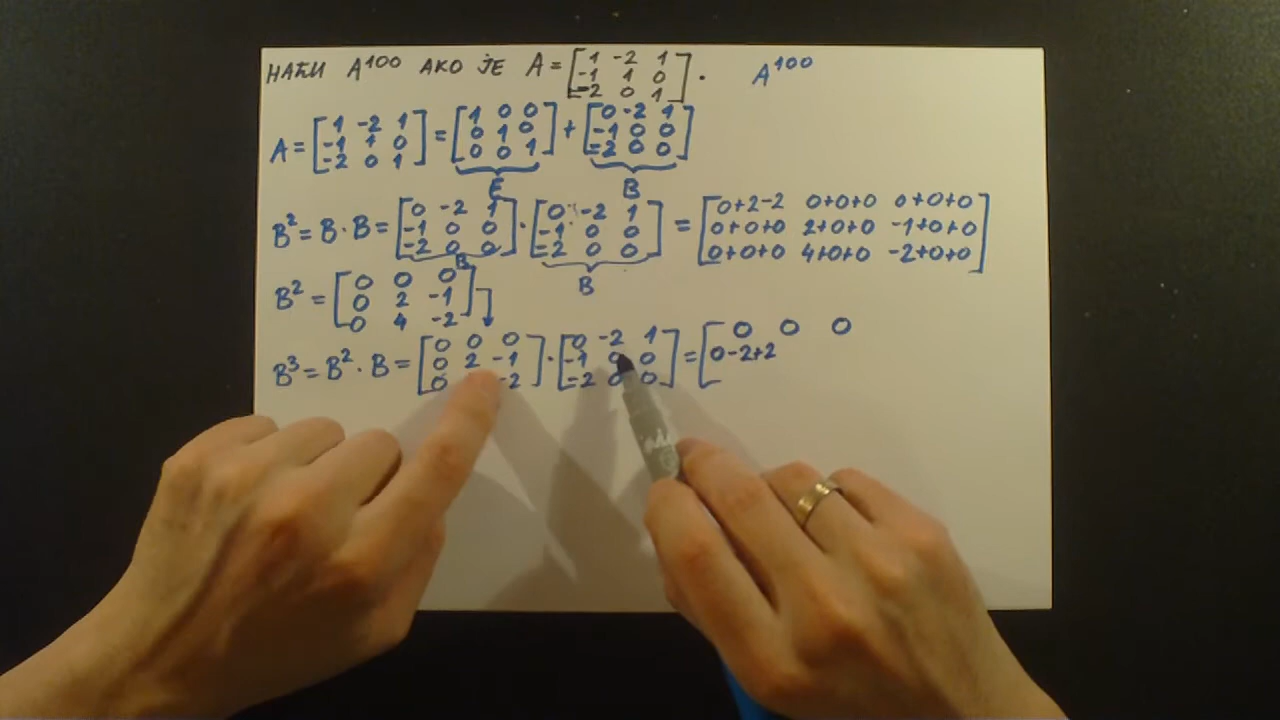 НАЋИ A¹⁰⁰ АКО ЈЕ A = [1 -2 1; -1 1 0; -2 0 1]. A¹⁰⁰
A = [1 -2 1; -1 1 0; -2 0 1] = [1 0 0; 0 1 0; 0 0 1] + [0 -2 1; -1 0 0; -2 0 0]
E B
B² = B · B = [0 -2 1; -1 0 0; -2 0 0] · [0 -2 1; -1 0 0; -2 0 0] = [0+2-2 0+0+0 0+0+0; 0+0+0 2+0+0 -1+0+0; 0+0+0 4+0+0 -2+0+0]
B B
B² = [0 0 0; 0 2 -1; 0 4 -2]
B³ = B² · B = [0 0 0; 0 2 -1; 0 -2] · [0 -2 1; -1 0 0; -2 0 0] = [0 0 0; 0-2+2